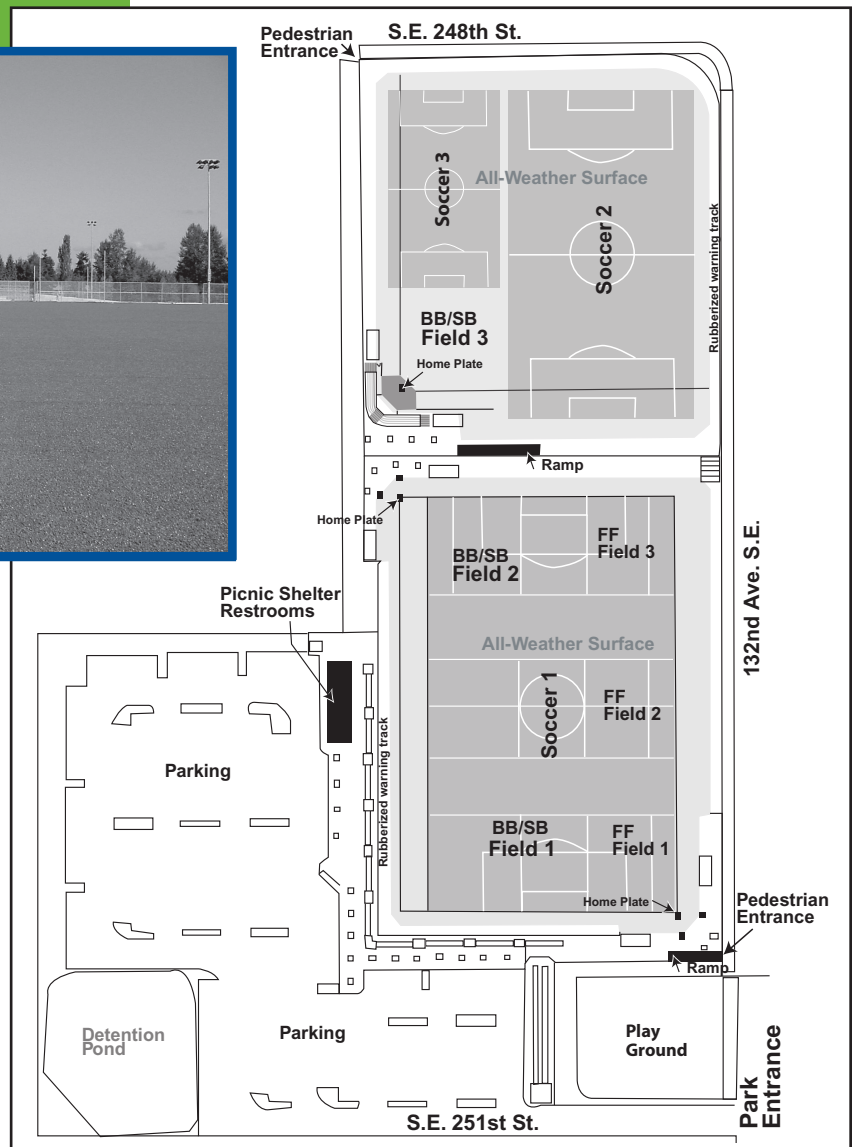 S.E. 248th St.
Pedestrian
Entrance
Soccer 3
All-Weather Surface
Soccer 2
Rubberized warning track
BB/SB
Field 3
Home Plate
Ramp
Home Plate
BB/SB
Field 2
FF
Field 3
132nd Ave. S.E.
Picnic Shelter
Restrooms
All-Weather Surface
Soccer 1
FF
Field 2
Parking
Rubberized warning track
BB/SB
Field 1
FF
Field 1
Home Plate
Pedestrian
Entrance
Ramp
Detention
Pond
Parking
Play
Ground
Park
Entrance
S.E. 251st St.